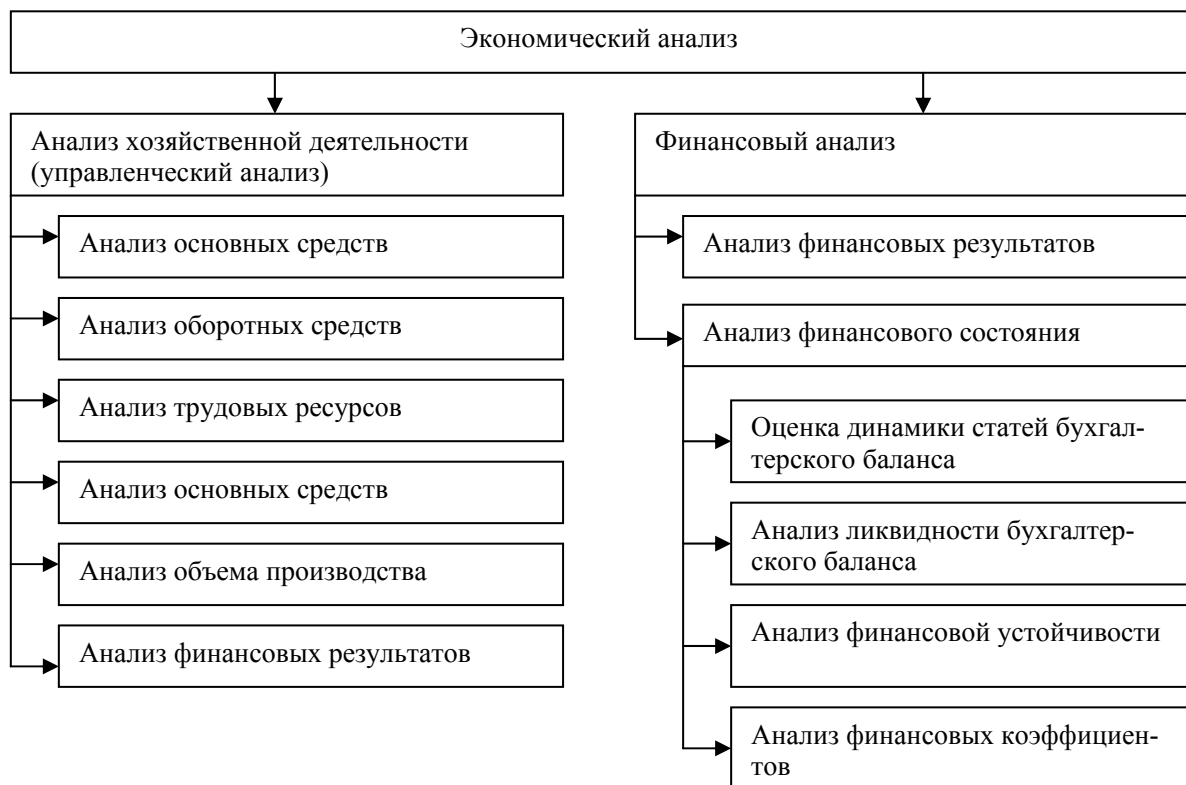 Экономический анализ
Анализ хозяйственной деятельности
(управленческий анализ)
Анализ основных средств
Анализ оборотных средств
Анализ трудовых ресурсов
Анализ основных средств
Анализ объема производства
Анализ финансовых результатов
Финансовый анализ
Анализ финансовых результатов
Анализ финансового состояния
Оценка динамики статей бухгал-
терского баланса
Анализ ликвидности бухгалтер-
ского баланса
Анализ финансовой устойчивости
Анализ финансовых коэффициен-
тов